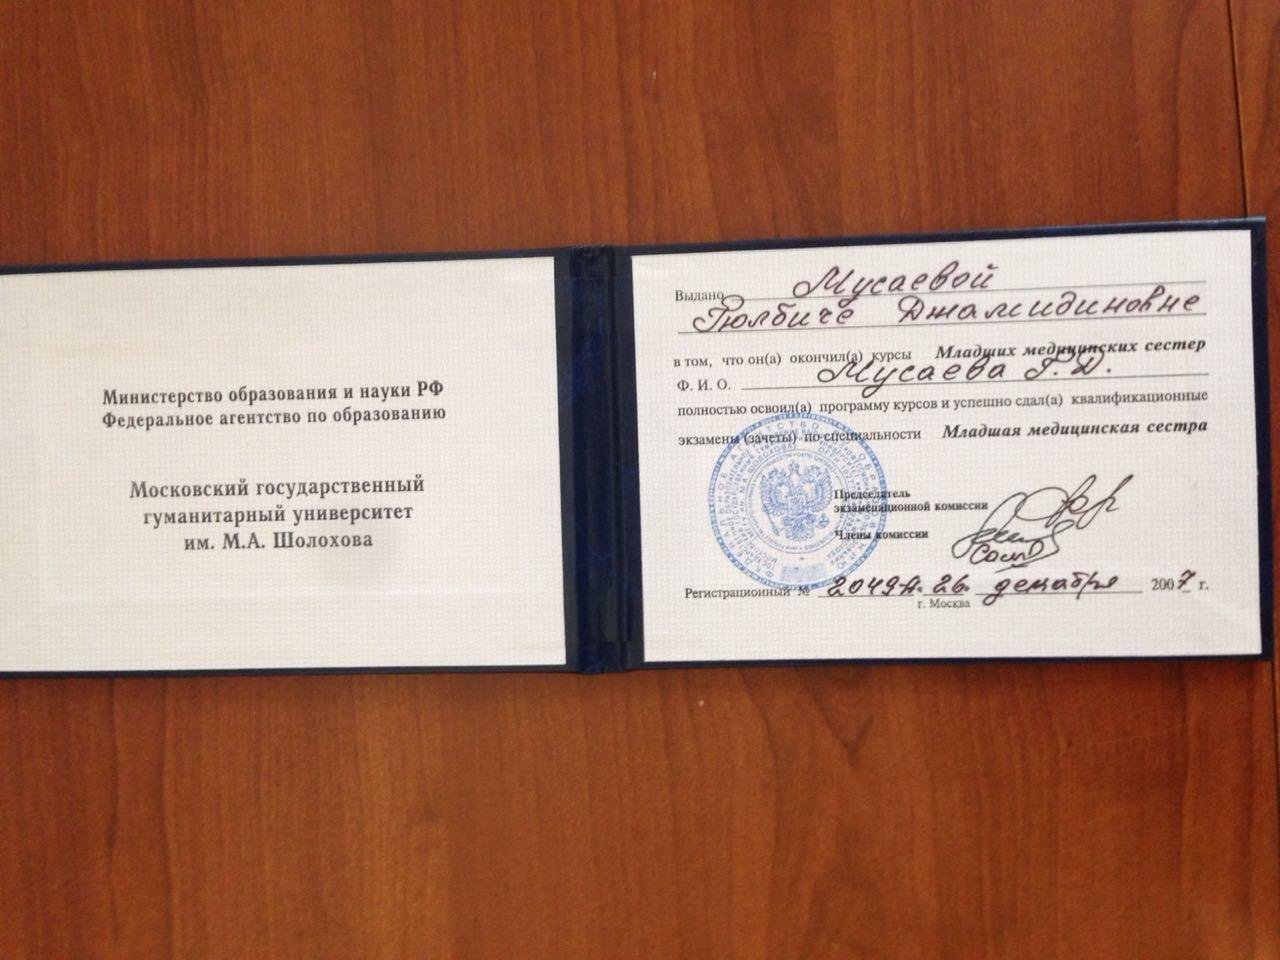 Министерство образования и науки РФ
Федеральное агентство по образованию
Московский государственный
гуманитарный университет
им. М.А. Шолохова
Выдано Мусаевой
Гюлбиче Джамидиновне
в том, что он(а) окончил(а) курсы Младших медицинских сестер
Ф. И. О. Мусаева Г. Д.
полностью освоил(а) программу курсов и успешно сдал(а) квалификационные
экзамены (зачеты) по специальности Младшая медицинская сестра
Председатель
экзаменационной комиссии
Члены комиссии
Регистрационный № 2049А. 26. декабря 2007 г.
г. Москва